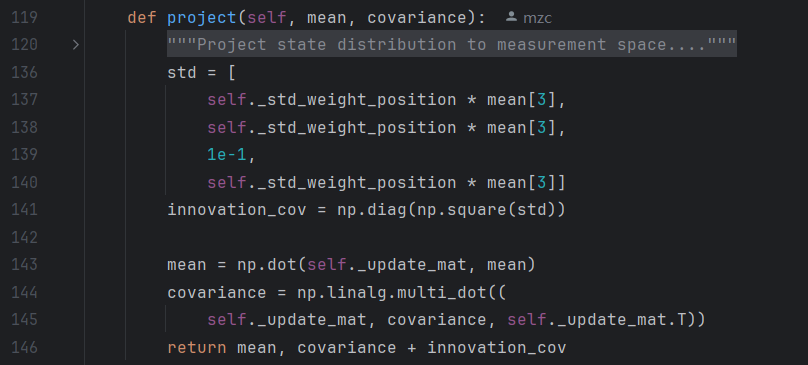 119 def project(self, mean, covariance): mzc
120 > """Project state distribution to measurement space...."""
136 std = [
137 self._std_weight_position * mean[3],
138 self._std_weight_position * mean[3],
139 1e-1,
140 self._std_weight_position * mean[3]]
141 innovation_cov = np.diag(np.square(std))
142
143 mean = np.dot(self._update_mat, mean)
144 covariance = np.linalg.multi_dot((
145 self._update_mat, covariance, self._update_mat.T))
146 return mean, covariance + innovation_cov